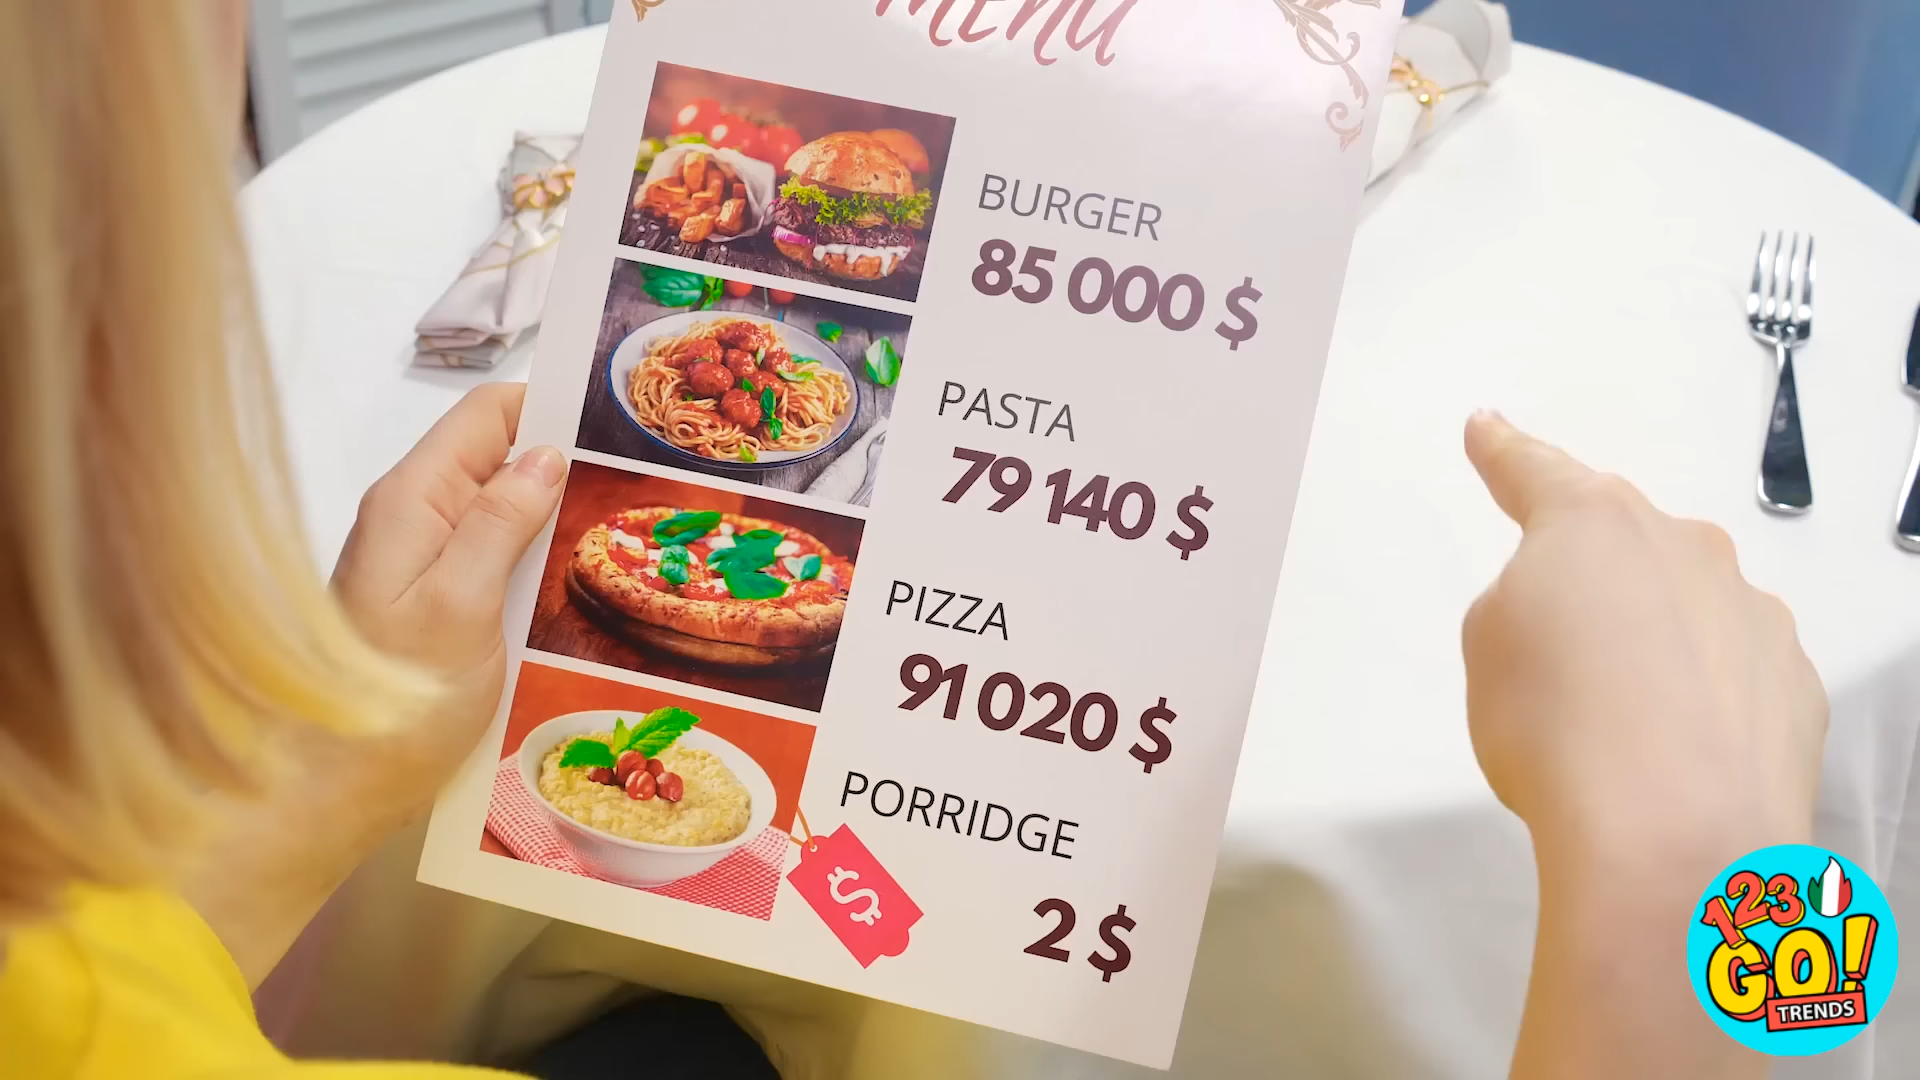 MENU
BURGER
85 000 $
PASTA
79 140 $
PIZZA
91 020 $
PORRIDGE
$
2 $
123
GO!
TRENDS